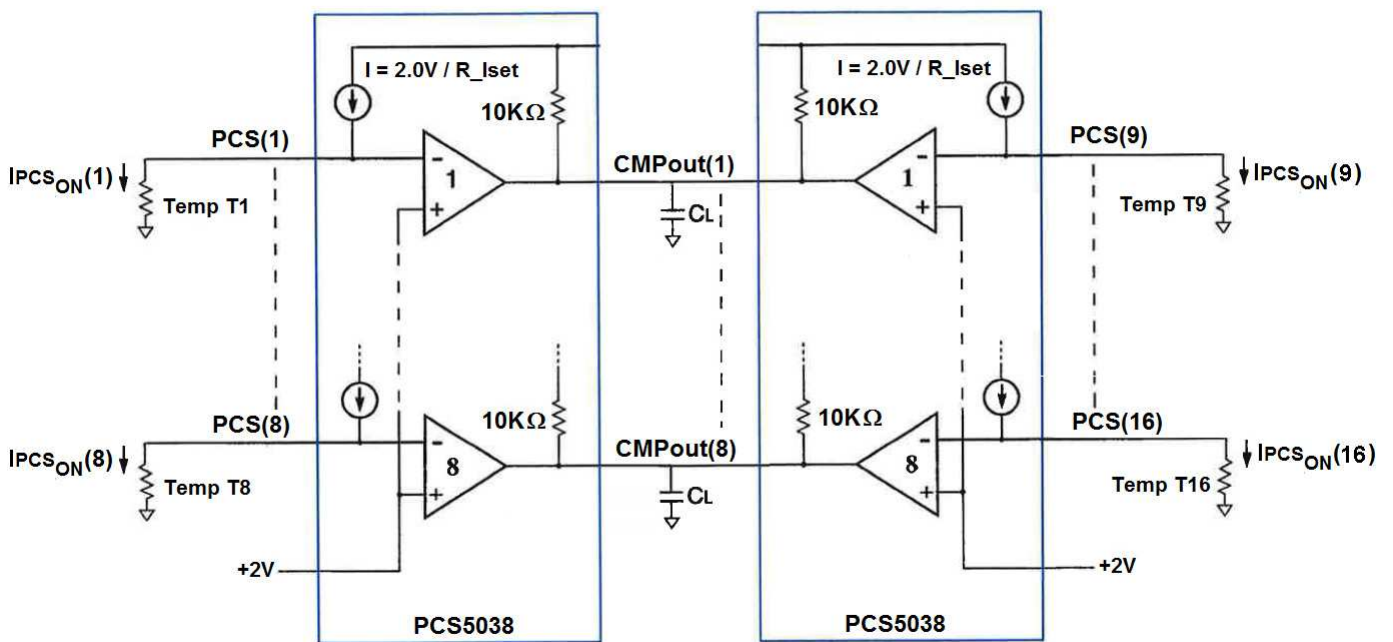 I = 2.0V / R_Iset
I = 2.0V / R_Iset
10KΩ
10KΩ
PCS(1)
PCS(9)
IPCSON(1)
-
1
+
CMPout(1)
1
-
+
IPCSON(9)
Temp T1
CL
Temp T9
PCS(8)
10KΩ
10KΩ
PCS(16)
IPCSON(8)
-
8
+
CMPout(8)
8
-
+
IPCSON(16)
Temp T8
CL
Temp T16
+2V
+2V
PCS5038
PCS5038